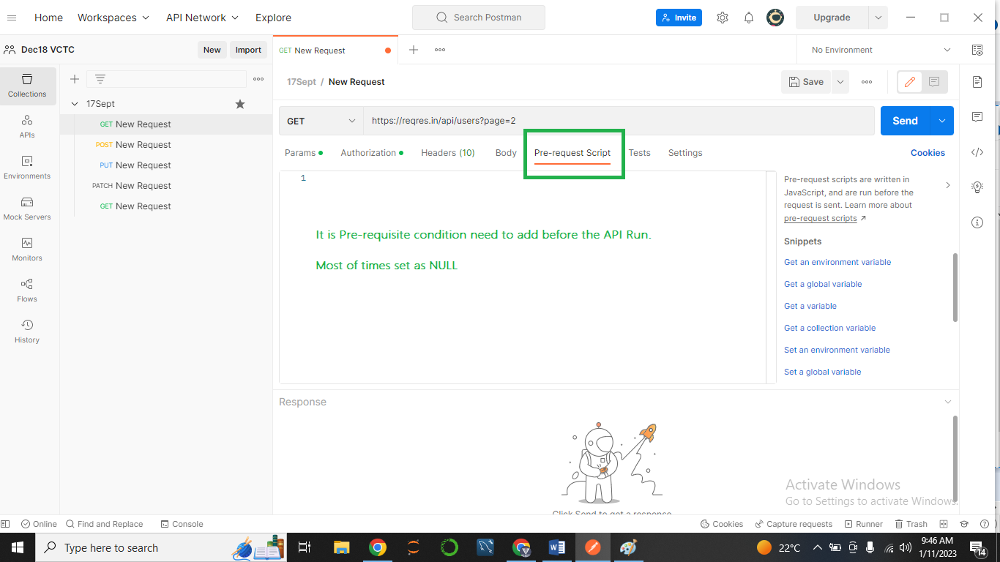 Home Workspaces API Network Explore Search Postman Invite Upgrade
Dec18 VCTC New Import GET New Request No Environment
Collections
APIs
Environments
Mock Servers
Monitors
Flows
History
17Sept
GET New Request
POST New Request
PUT New Request
PATCH New Request
GET New Request
17Sept / New Request Save
GET https://reqres.in/api/users?page=2 Send
Params Authorization Headers (10) Body Pre-request Script Tests Settings Cookies
1
It is Pre-requisite condition need to add before the API Run.
Most of times set as NULL
Pre-request scripts are written in
JavaScript, and are run before the
request is sent. Learn more about
pre-request scripts
Snippets
Get an environment variable
Get a global variable
Get a variable
Get a collection variable
Set an environment variable
Set a global variable
Response
Click Send to get a response
Activate Windows
Go to Settings to activate Windows.
Online Find and Replace Console Cookies Capture requests Runner Trash
Type here to search 22°C 9:46 AM
1/11/2023 14